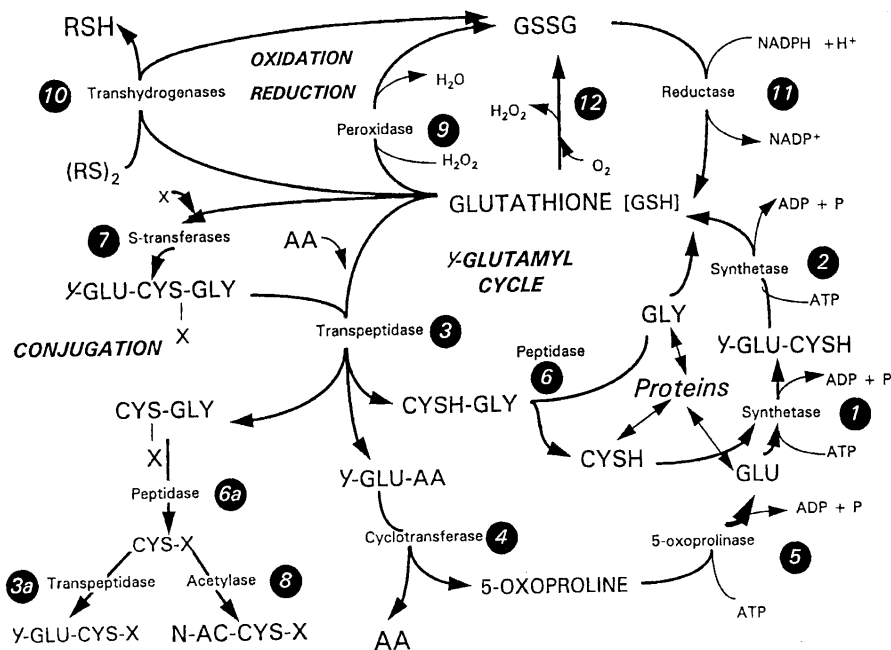 RSH
OXIDATION
REDUCTION
GSSG
NADPH + H⁺
10 Transhydrogenases
H₂O
H₂O₂
12
Reductase 11
Peroxidase 9
NADP⁺
(RS)₂
H₂O₂
O₂
X
GLUTATHIONE [GSH]
ADP + P
7 S-transferases
AA
γ-GLUTAMYL
CYCLE
Synthetase 2
γ-GLU-CYS-GLY
X
GLY
ATP
CONJUGATION
Transpeptidase 3
Peptidase
6
γ-GLU-CYSH
Proteins
ADP + P
CYS-GLY
X
CYSH-GLY
Synthetase 1
CYSH
GLU
ATP
γ-GLU-AA
Peptidase 6a
ADP + P
CYS-X
Cyclotransferase 4
5-oxoprolinase 5
3a Transpeptidase
Acetylase 8
5-OXOPROLINE
ATP
γ-GLU-CYS-X
N-AC-CYS-X
AA